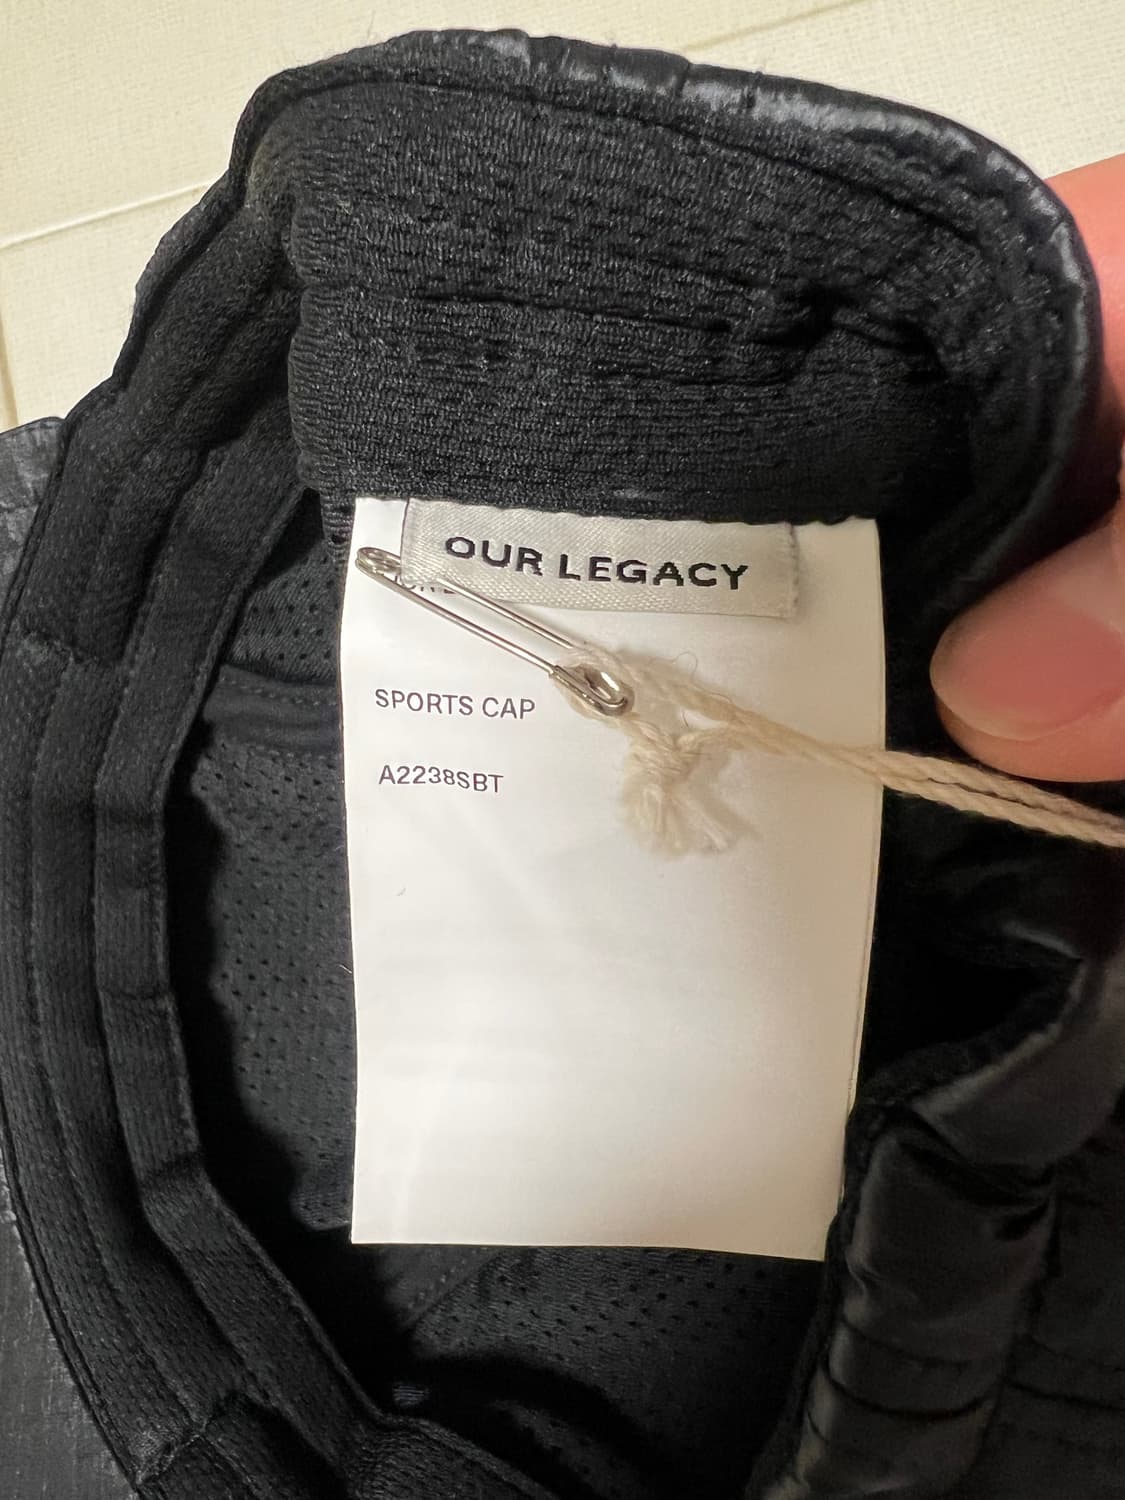 OUR LEGACY
SPORTS CAP
A2238SBT